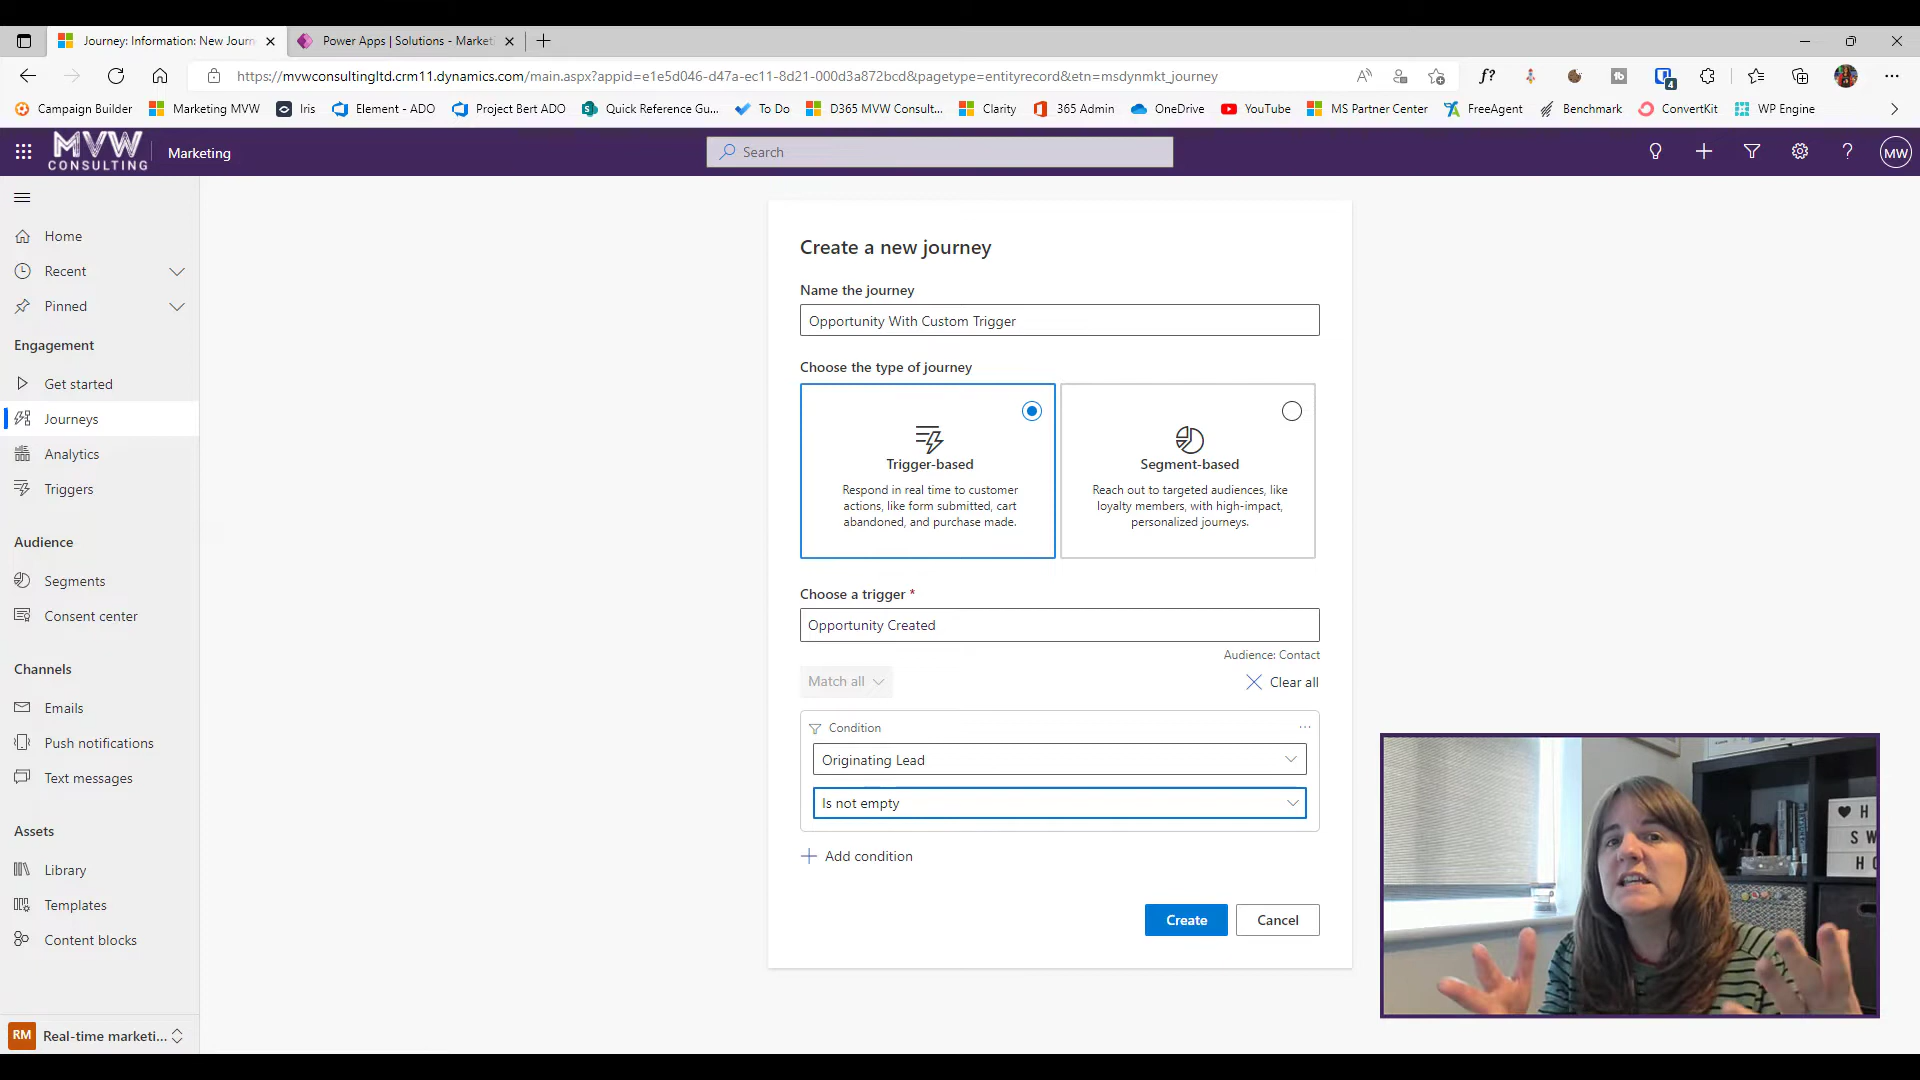 Journey: Information: New Journ
Power Apps | Solutions - Market
https://mvwconsultingltd.crm11.dynamics.com/main.aspx?appid=e1e5d046-d47a-ec11-8d21-000d3a872bcd&pagetype=entityrecord&etn=msdynmkt_journey
f?
4
Campaign Builder
Marketing MVW
Iris
Element - ADO
Project Bert ADO
Quick Reference Gu...
To Do
D365 MVW Consult...
Clarity
365 Admin
OneDrive
YouTube
MS Partner Center
FreeAgent
Benchmark
ConvertKit
WP Engine
MVW
CONSULTING
Marketing
Search
?
MW
Home
Recent
Pinned
Engagement
Get started
Journeys
Analytics
Triggers
Audience
Segments
Consent center
Channels
Emails
Push notifications
Text messages
Assets
Library
Templates
Content blocks
RM
Real-time marketi...
Create a new journey
Name the journey
Opportunity With Custom Trigger
Choose the type of journey
Trigger-based
Respond in real time to customer
actions, like form submitted, cart
abandoned, and purchase made.
Segment-based
Reach out to targeted audiences, like
loyalty members, with high-impact,
personalized journeys.
Choose a trigger *
Opportunity Created
Audience: Contact
Match all
Clear all
Condition
Originating Lead
Is not empty
Add condition
Create
Cancel
H
S W
H